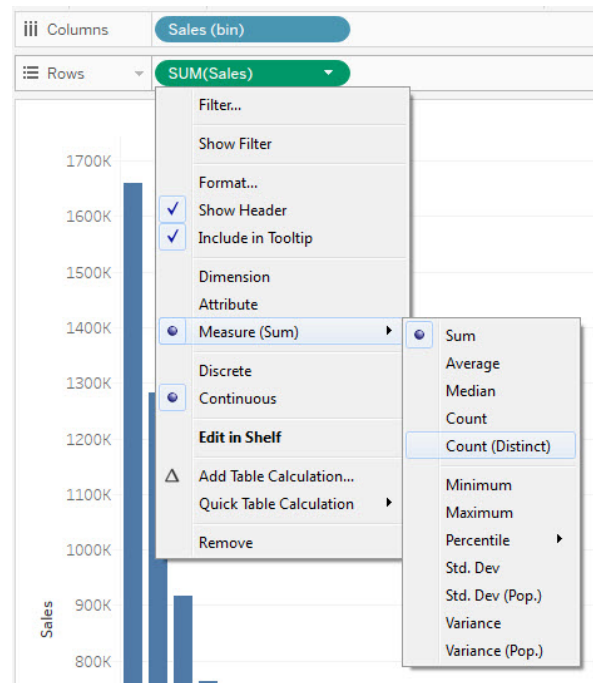 Columns
Sales (bin)
Rows
SUM(Sales)
Filter...
Show Filter
Format...
Show Header
Include in Tooltip
Dimension
Attribute
Measure (Sum)
Discrete
Continuous
Edit in Shelf
Add Table Calculation...
Quick Table Calculation
Remove
Sum
Average
Median
Count
Count (Distinct)
Minimum
Maximum
Percentile
Std. Dev
Std. Dev (Pop.)
Variance
Variance (Pop.)
1700K
1600K
1500K
1400K
1300K
1200K
1100K
1000K
900K
800K
Sales